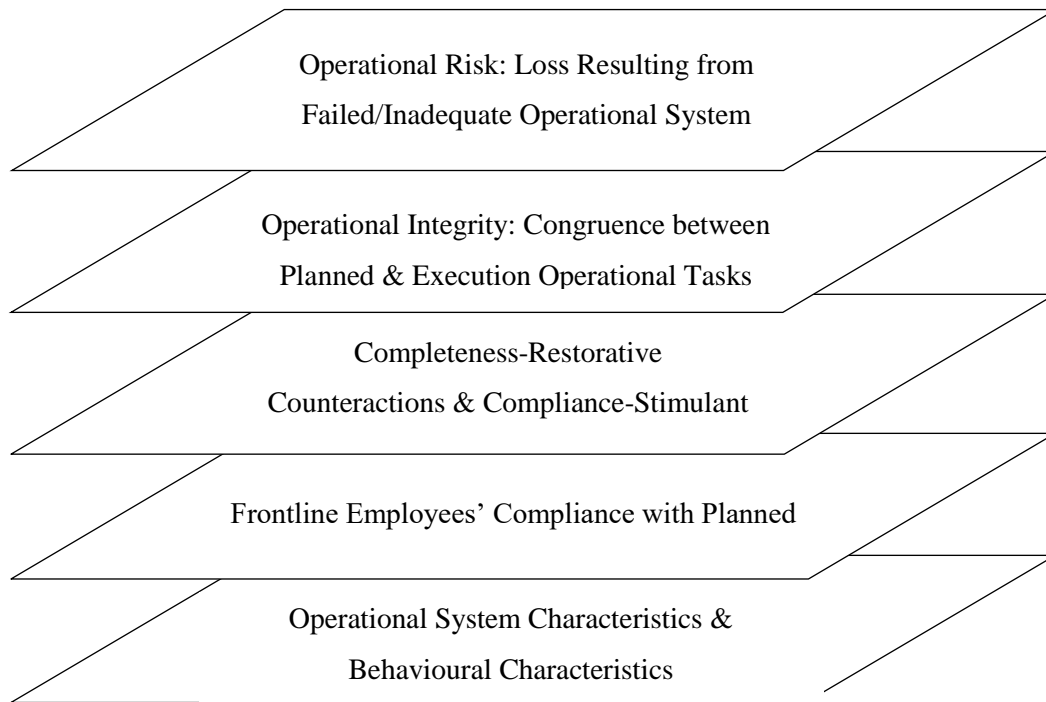 Operational Risk: Loss Resulting from
Failed/Inadequate Operational System
Operational Integrity: Congruence between
Planned & Execution Operational Tasks
Completeness-Restorative
Counteractions & Compliance-Stimulant
Frontline Employees’ Compliance with Planned
Operational System Characteristics &
Behavioural Characteristics